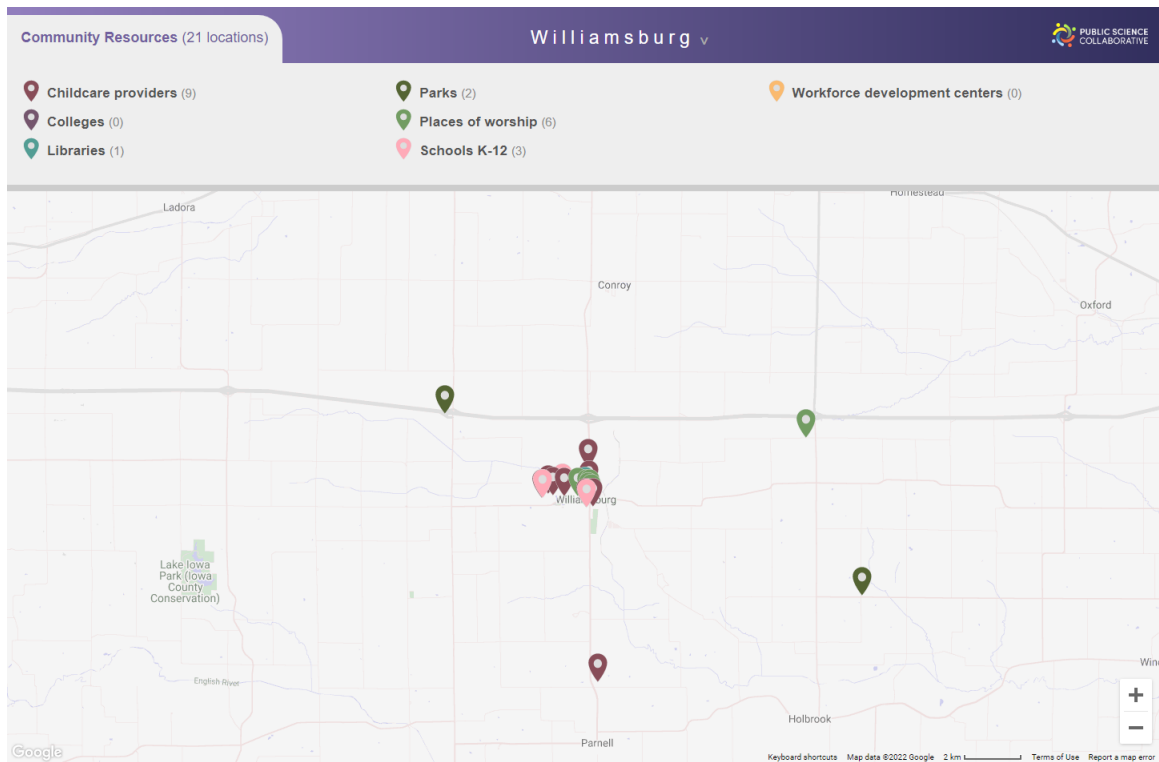 Community Resources (21 locations)
Williamsburg v
PUBLIC SCIENCE
COLLABORATIVE
Childcare providers (9)
Colleges (0)
Libraries (1)
Parks (2)
Places of worship (6)
Schools K-12 (3)
Workforce development centers (0)
Homestead
Ladora
Conroy
Oxford
Williamsburg
Lake Iowa
Park (Iowa
County
Conservation)
English River
Holbrook
Parnell
+
−
Google
Keyboard shortcuts Map data ©2022 Google 2 km Terms of Use Report a map error